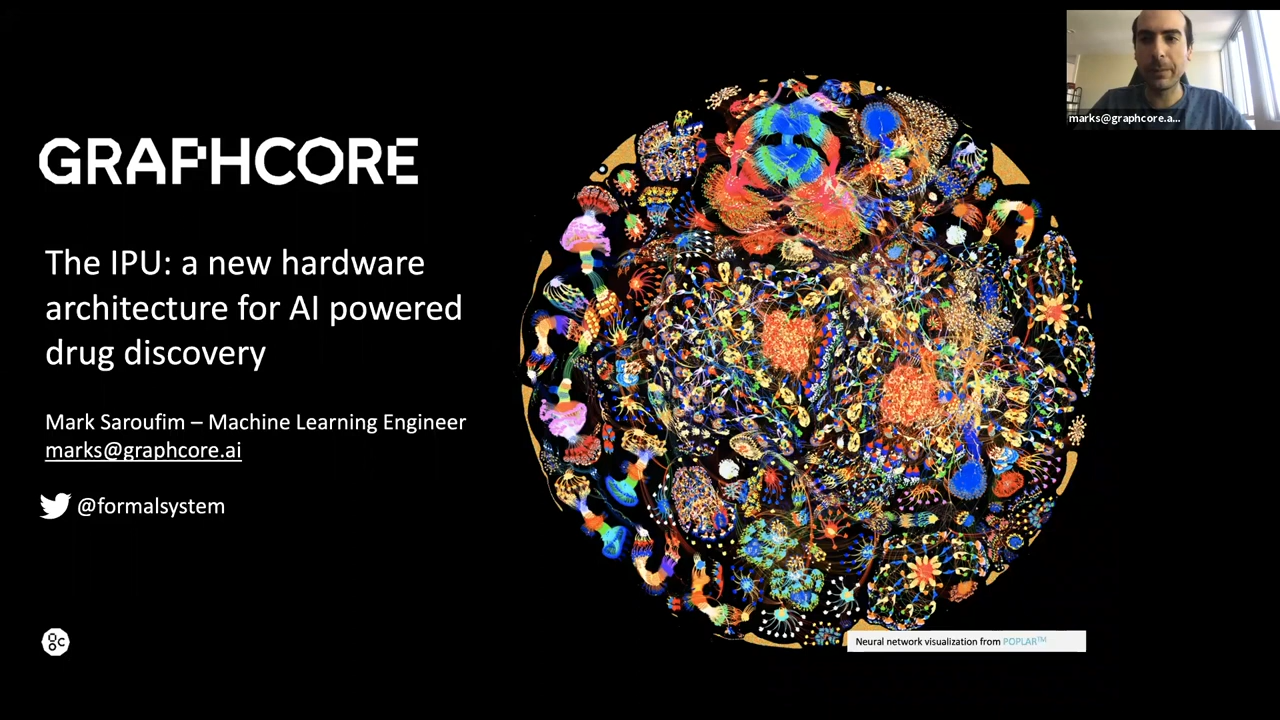 marks@graphcore.a...
GRAPHCORE
The IPU: a new hardware
architecture for AI powered
drug discovery
Mark Saroufim – Machine Learning Engineer
marks@graphcore.ai
@formalsystem
GC
Neural network visualization from POPLAR™